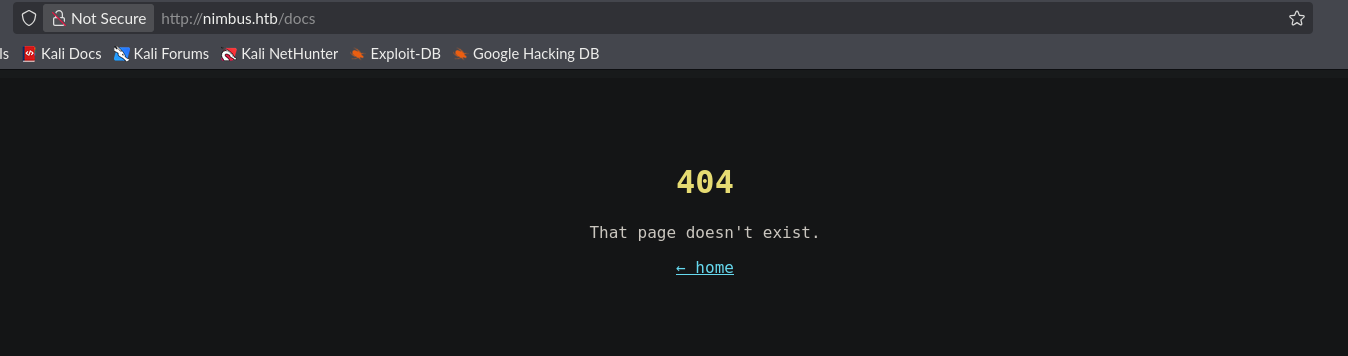 Not Secure http://nimbus.htb/docs
ls Kali Docs Kali Forums Kali NetHunter Exploit-DB Google Hacking DB
404
That page doesn't exist.
← home